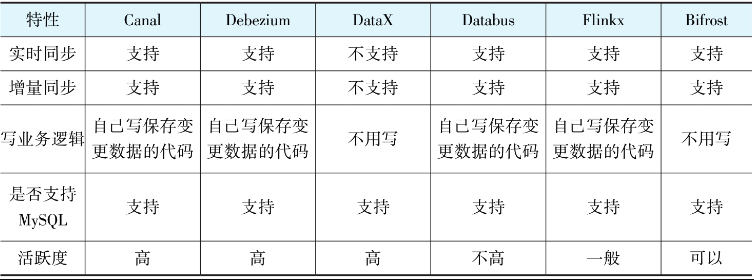 特性 Canal Debezium DataX Databus Flinkx Bifrost
实时同步 支持 支持 不支持 支持 支持 支持
增量同步 支持 支持 不支持 支持 支持 支持
写业务逻辑 自己写保存变更数据的代码 自己写保存变更数据的代码 不用写 自己写保存变更数据的代码 自己写保存变更数据的代码 不用写
是否支持MySQL 支持 支持 支持 支持 支持 支持
活跃度 高 高 高 不高 一般 可以